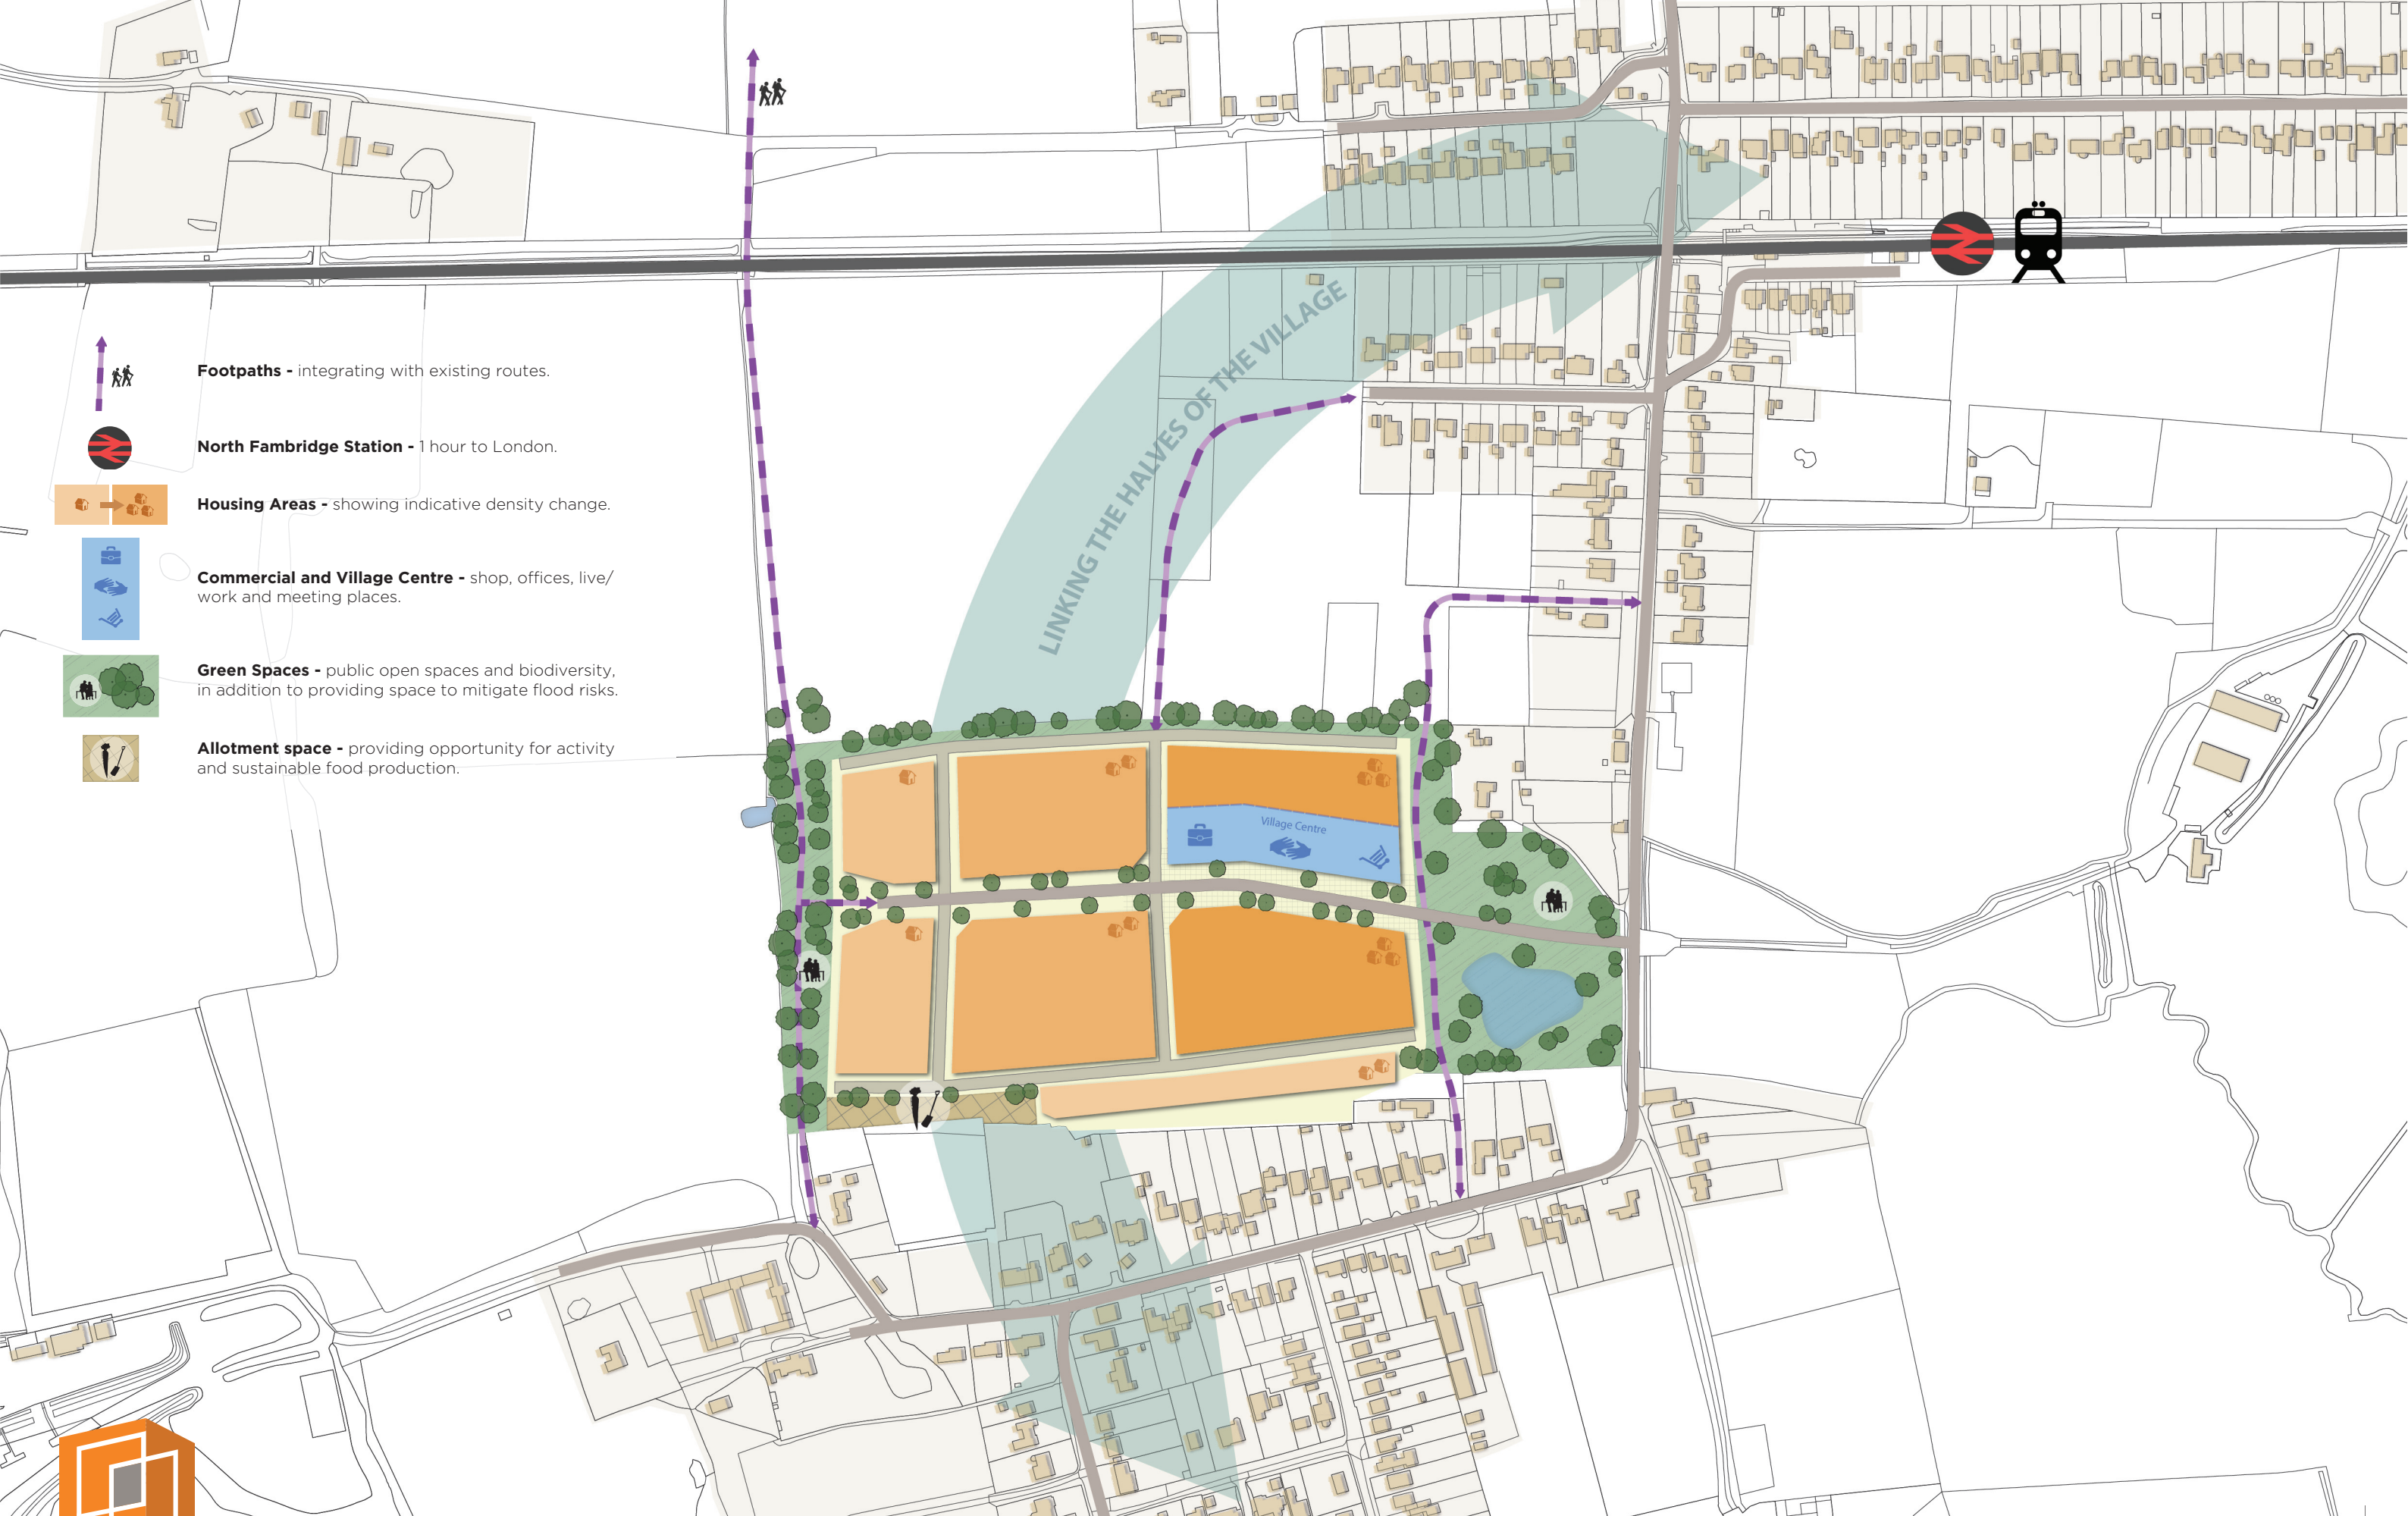 LINKING THE HALVES OF THE VILLAGE
Footpaths - integrating with existing routes.
North Fambridge Station - 1 hour to London.
Housing Areas - showing indicative density change.
Commercial and Village Centre - shop, offices, live/
work and meeting places.
Green Spaces - public open spaces and biodiversity,
in addition to providing space to mitigate flood risks.
Allotment space - providing opportunity for activity
and sustainable food production.
Village Centre